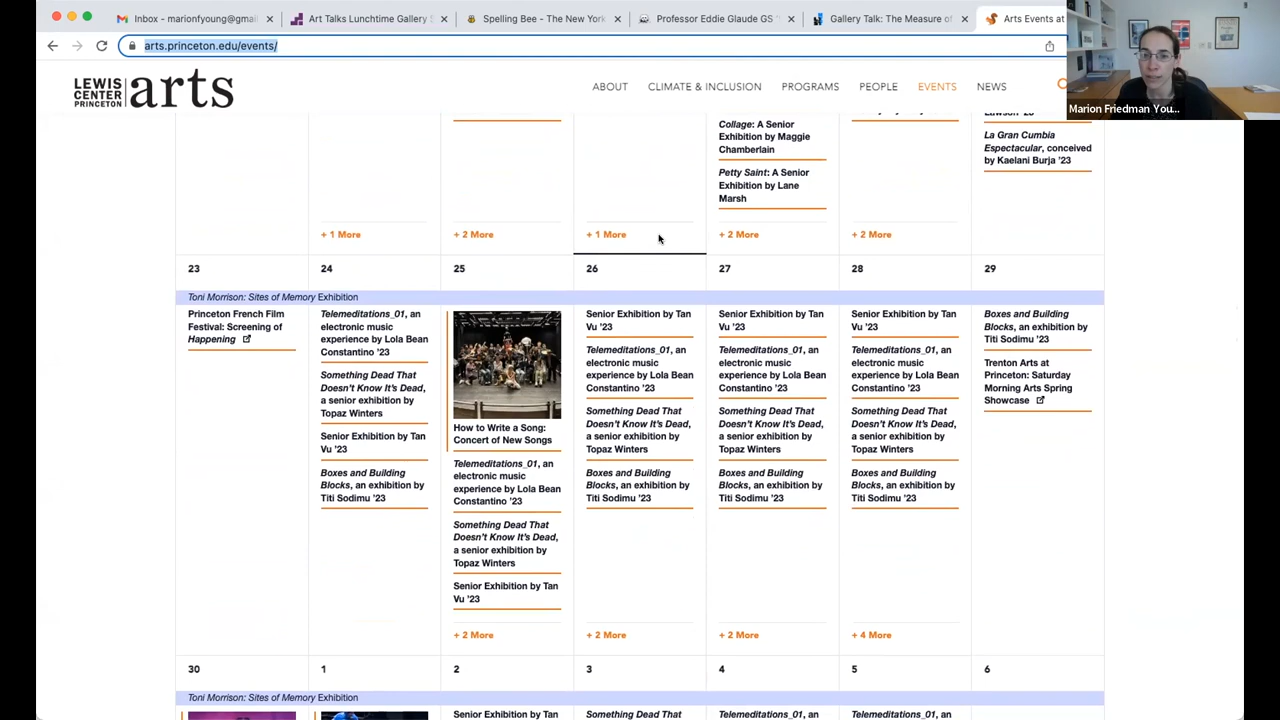 Inbox - marionfyoung@gmai
Art Talks Lunchtime Gallery S
Spelling Bee - The New York
Professor Eddie Glaude GS "
Gallery Talk: The Measure of
Arts Events at
arts.princeton.edu/events/
LEWIS
CENTER
PRINCETON
arts
ABOUT
CLIMATE & INCLUSION
PROGRAMS
PEOPLE
EVENTS
NEWS
Marion Friedman You...
Collage: A Senior
Exhibition by Maggie
Chamberlain
Petty Saint: A Senior
Exhibition by Lane
Marsh
La Gran Cumbia
Espectacular, conceived
by Kaelani Burja '23
+ 1 More
+ 2 More
+ 1 More
+ 2 More
+ 2 More
23
24
25
26
27
28
29
Toni Morrison: Sites of Memory Exhibition
Princeton French Film
Festival: Screening of
Happening
Telemeditations_01, an
electronic music
experience by Lola Bean
Constantino '23
Something Dead That
Doesn't Know It's Dead,
a senior exhibition by
Topaz Winters
Senior Exhibition by Tan
Vu '23
Boxes and Building
Blocks, an exhibition by
Titi Sodimu '23
How to Write a Song:
Concert of New Songs
Telemeditations_01, an
electronic music
experience by Lola Bean
Constantino '23
Something Dead That
Doesn't Know It's Dead,
a senior exhibition by
Topaz Winters
Senior Exhibition by Tan
Vu '23
+ 2 More
Senior Exhibition by Tan
Vu '23
Telemeditations_01, an
electronic music
experience by Lola Bean
Constantino '23
Something Dead That
Doesn't Know It's Dead,
a senior exhibition by
Topaz Winters
Boxes and Building
Blocks, an exhibition by
Titi Sodimu '23
+ 2 More
Senior Exhibition by Tan
Vu '23
Telemeditations_01, an
electronic music
experience by Lola Bean
Constantino '23
Something Dead That
Doesn't Know It's Dead,
a senior exhibition by
Topaz Winters
Boxes and Building
Blocks, an exhibition by
Titi Sodimu '23
+ 2 More
Senior Exhibition by Tan
Vu '23
Telemeditations_01, an
electronic music
experience by Lola Bean
Constantino '23
Something Dead That
Doesn't Know It's Dead,
a senior exhibition by
Topaz Winters
Boxes and Building
Blocks, an exhibition by
Titi Sodimu '23
+ 4 More
Boxes and Building
Blocks, an exhibition by
Titi Sodimu '23
Trenton Arts at
Princeton: Saturday
Morning Arts Spring
Showcase
30
1
2
3
4
5
6
Toni Morrison: Sites of Memory Exhibition
Senior Exhibition by Tan
Something Dead That
Telemeditations_01, an
Telemeditations_01, an